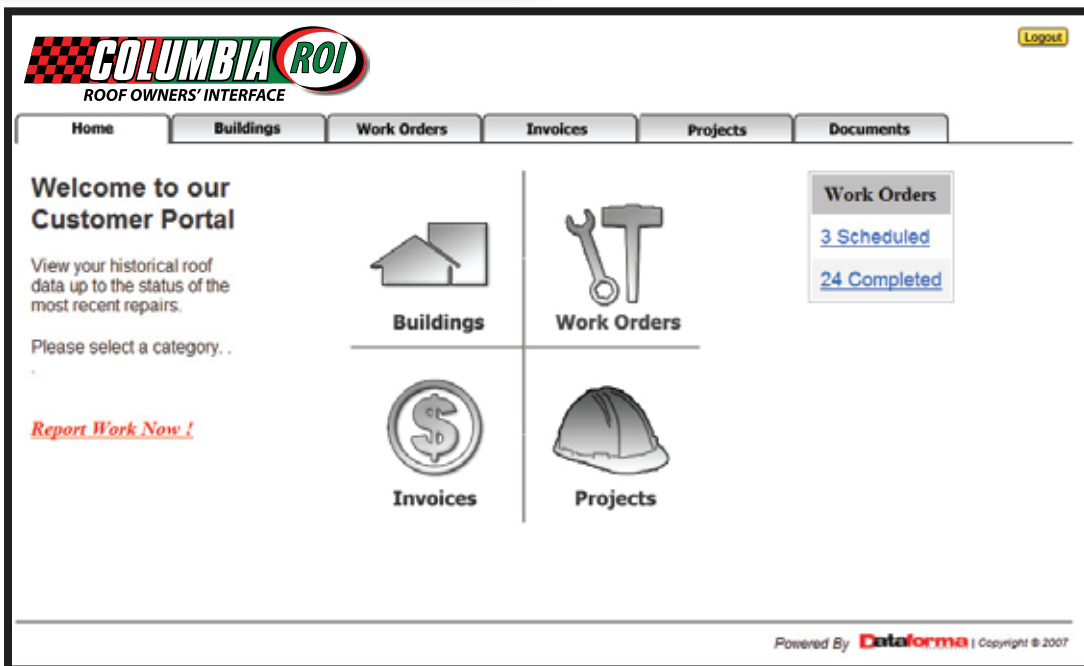 COLUMBIA ROI
ROOF OWNERS' INTERFACE
Logout
Home Buildings Work Orders Invoices Projects Documents
Welcome to our
Customer Portal
View your historical roof
data up to the status of the
most recent repairs.
Please select a category. .
.
Report Work Now !
Buildings
Work Orders
Invoices
Projects
Work Orders
3 Scheduled
24 Completed
Powered By Dataforma | Copyright © 2007